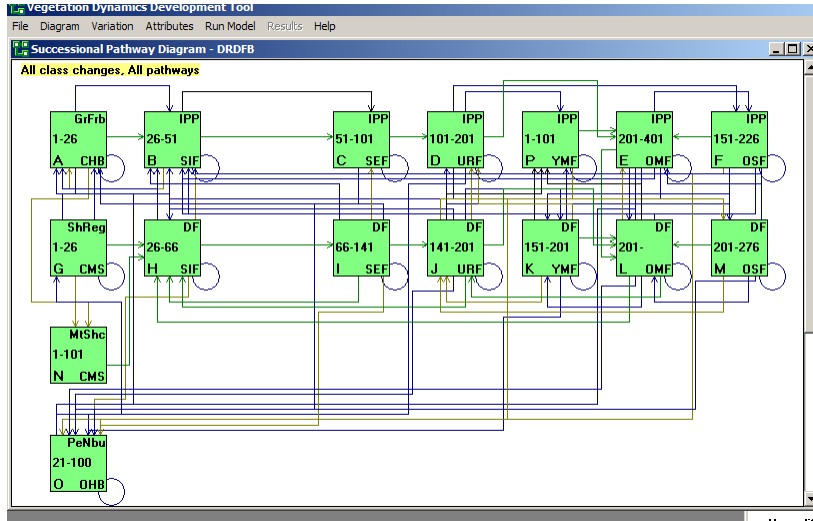 Vegetation Dynamics Development Tool
File Diagram Variation Attributes Run Model Results Help
Successional Pathway Diagram - DRDFB
All class changes, All pathways
GrFrb
1-26
A CHB
IPP
26-51
B SIF
IPP
51-101
C SEF
IPP
101-201
D URF
IPP
1-101
P YMF
IPP
201-401
E OMF
IPP
151-226
F OSF
ShReg
1-26
G CMS
DF
26-66
H SIF
DF
66-141
I SEF
DF
141-201
J URF
DF
151-201
K YMF
DF
201-
L OMF
DF
201-276
M OSF
MtShc
1-101
N CMS
PeNbu
21-100
O OHB